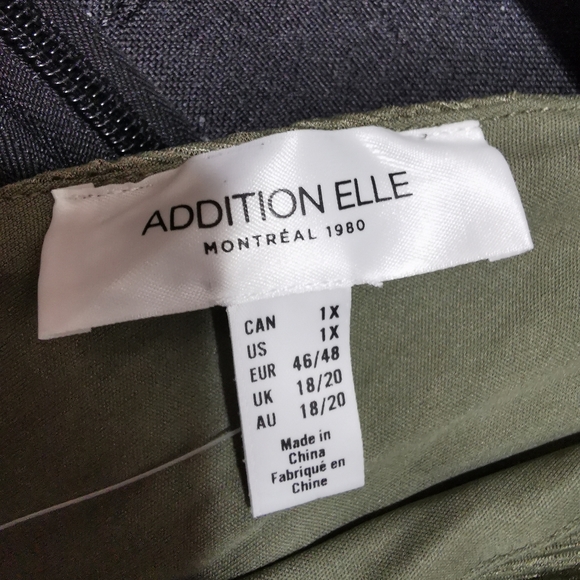 ADDITION ELLE
MONTRÉAL 1980
CAN 1X
US 1X
EUR 46/48
UK 18/20
AU 18/20
Made in
China
Fabriqué en
Chine